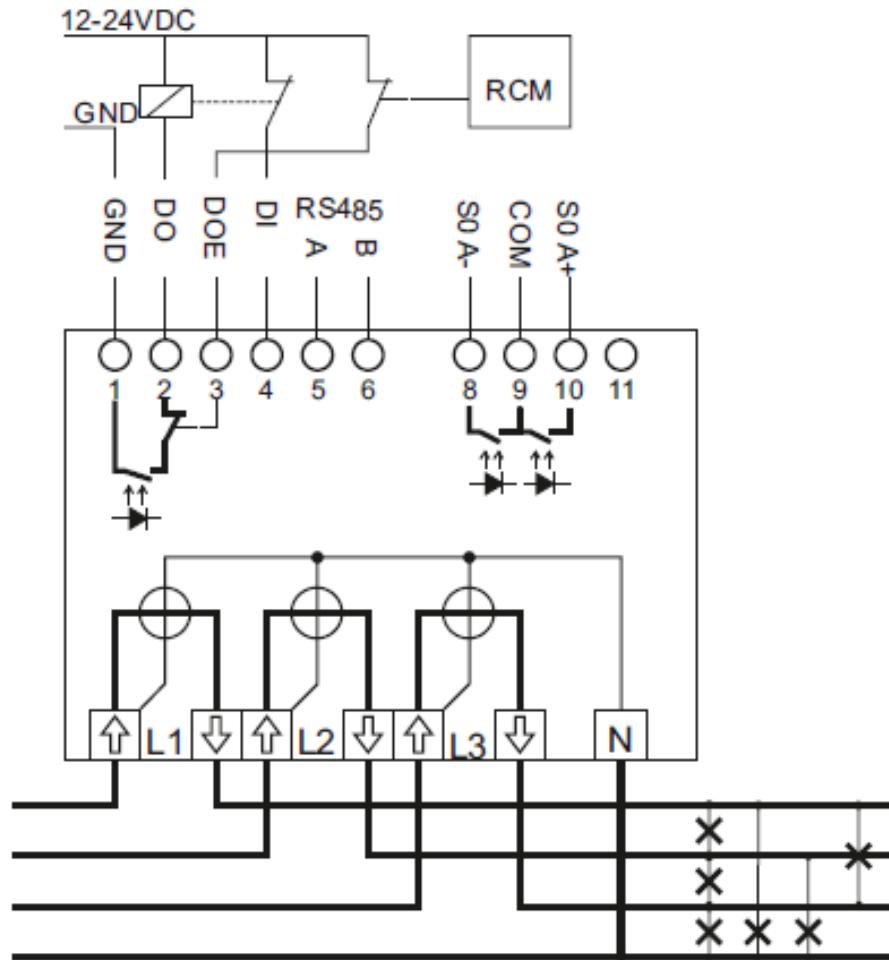 12-24VDC
RCM
GND
GND
DO
DOE
DI
RS485
A
B
S0 A-
COM
S0 A+
1
2
3
4
5
6
8
9
10
11
L1
L2
L3
N